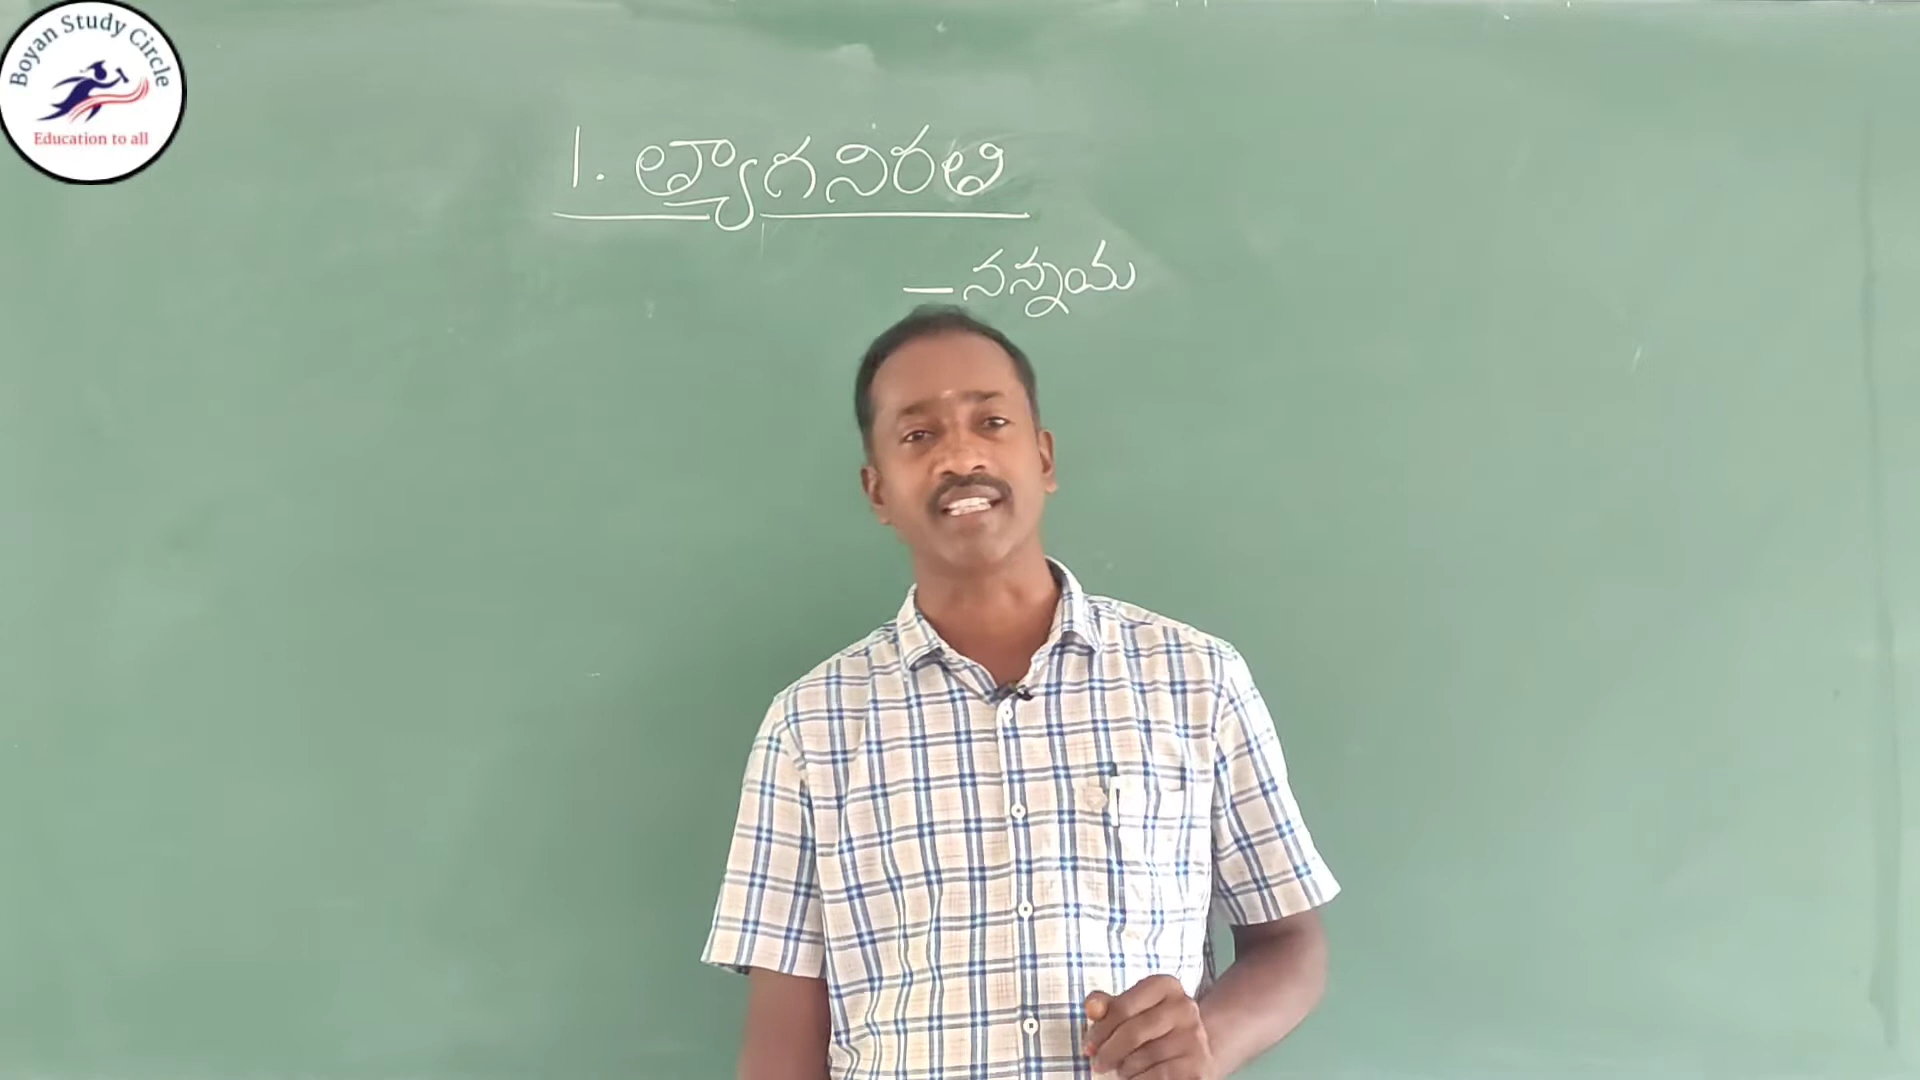 Boyan Study Circle
Education to all
1. త్యాగనిరతి
– నన్నయ